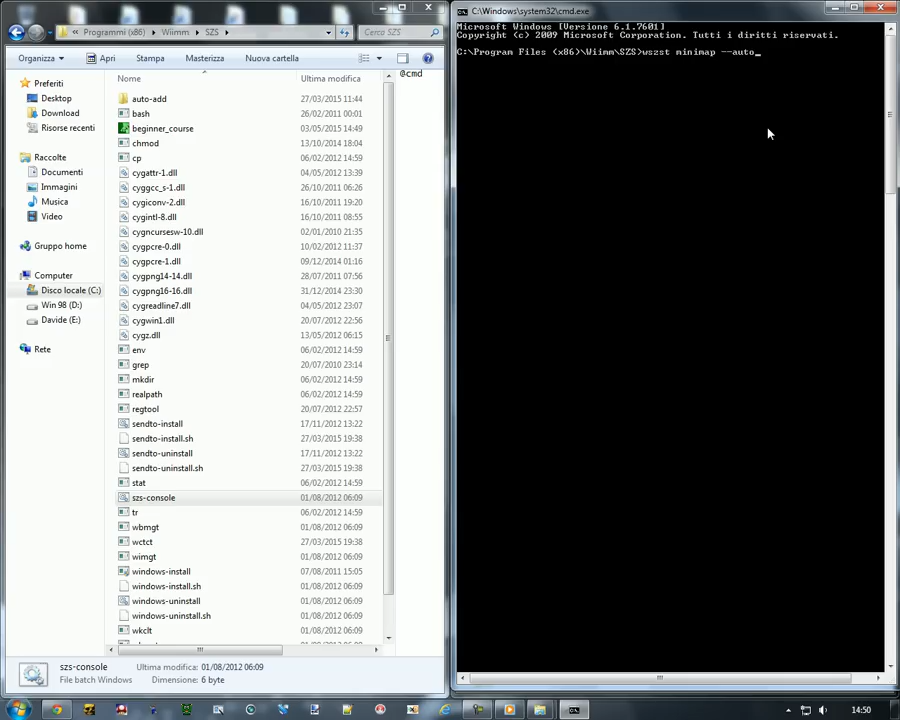 Programmi (x86) ▸ Wiimm ▸ SZS ▸
Cerca SZS
Organizza
Apri
Stampa
Masterizza
Nuova cartella
Preferiti
Desktop
Download
Risorse recenti
Raccolte
Documenti
Immagini
Musica
Video
Gruppo home
Computer
Disco locale (C:)
Win 98 (D:)
Davide (E:)
Rete
Nome Ultima modifica
auto-add 27/03/2015 11:44
bash 26/02/2011 00:01
beginner_course 03/05/2015 14:49
chmod 13/10/2014 18:04
cp 06/02/2012 14:59
cygattr-1.dll 04/05/2012 13:39
cyggcc_s-1.dll 26/10/2011 06:26
cygiconv-2.dll 16/10/2011 19:20
cygintl-8.dll 16/10/2011 08:55
cygncursesw-10.dll 02/01/2010 21:35
cygpcre-0.dll 10/02/2012 11:37
cygpcre-1.dll 09/12/2014 01:16
cygpng14-14.dll 28/07/2011 07:56
cygpng16-16.dll 31/12/2014 23:30
cygreadline7.dll 04/05/2012 23:07
cygwin1.dll 20/07/2012 22:56
cygz.dll 13/05/2012 06:15
env 06/02/2012 14:59
grep 20/07/2010 23:14
mkdir 06/02/2012 14:59
realpath 06/02/2012 14:59
regtool 20/07/2012 22:57
sendto-install 17/11/2012 13:22
sendto-install.sh 27/03/2015 19:38
sendto-uninstall 17/11/2012 13:22
sendto-uninstall.sh 27/03/2015 19:38
stat 06/02/2012 14:59
szs-console 01/08/2012 06:09
tr 06/02/2012 14:59
wbmgt 01/08/2012 06:09
wctct 27/03/2015 19:38
wimgt 01/08/2012 06:09
windows-install 07/08/2011 15:05
windows-install.sh 01/08/2012 06:09
windows-uninstall 01/08/2012 06:09
windows-uninstall.sh 01/08/2012 06:09
wkclt 01/08/2012 06:09
@cmd
szs-console Ultima modifica: 01/08/2012 06:09
File batch Windows Dimensione: 6 byte
C:\Windows\system32\cmd.exe
Microsoft Windows [Versione 6.1.7601]
Copyright (c) 2009 Microsoft Corporation. Tutti i diritti riservati.
C:\Program Files (x86)\Wiimm\SZS>wszst minimap --auto_
14:50